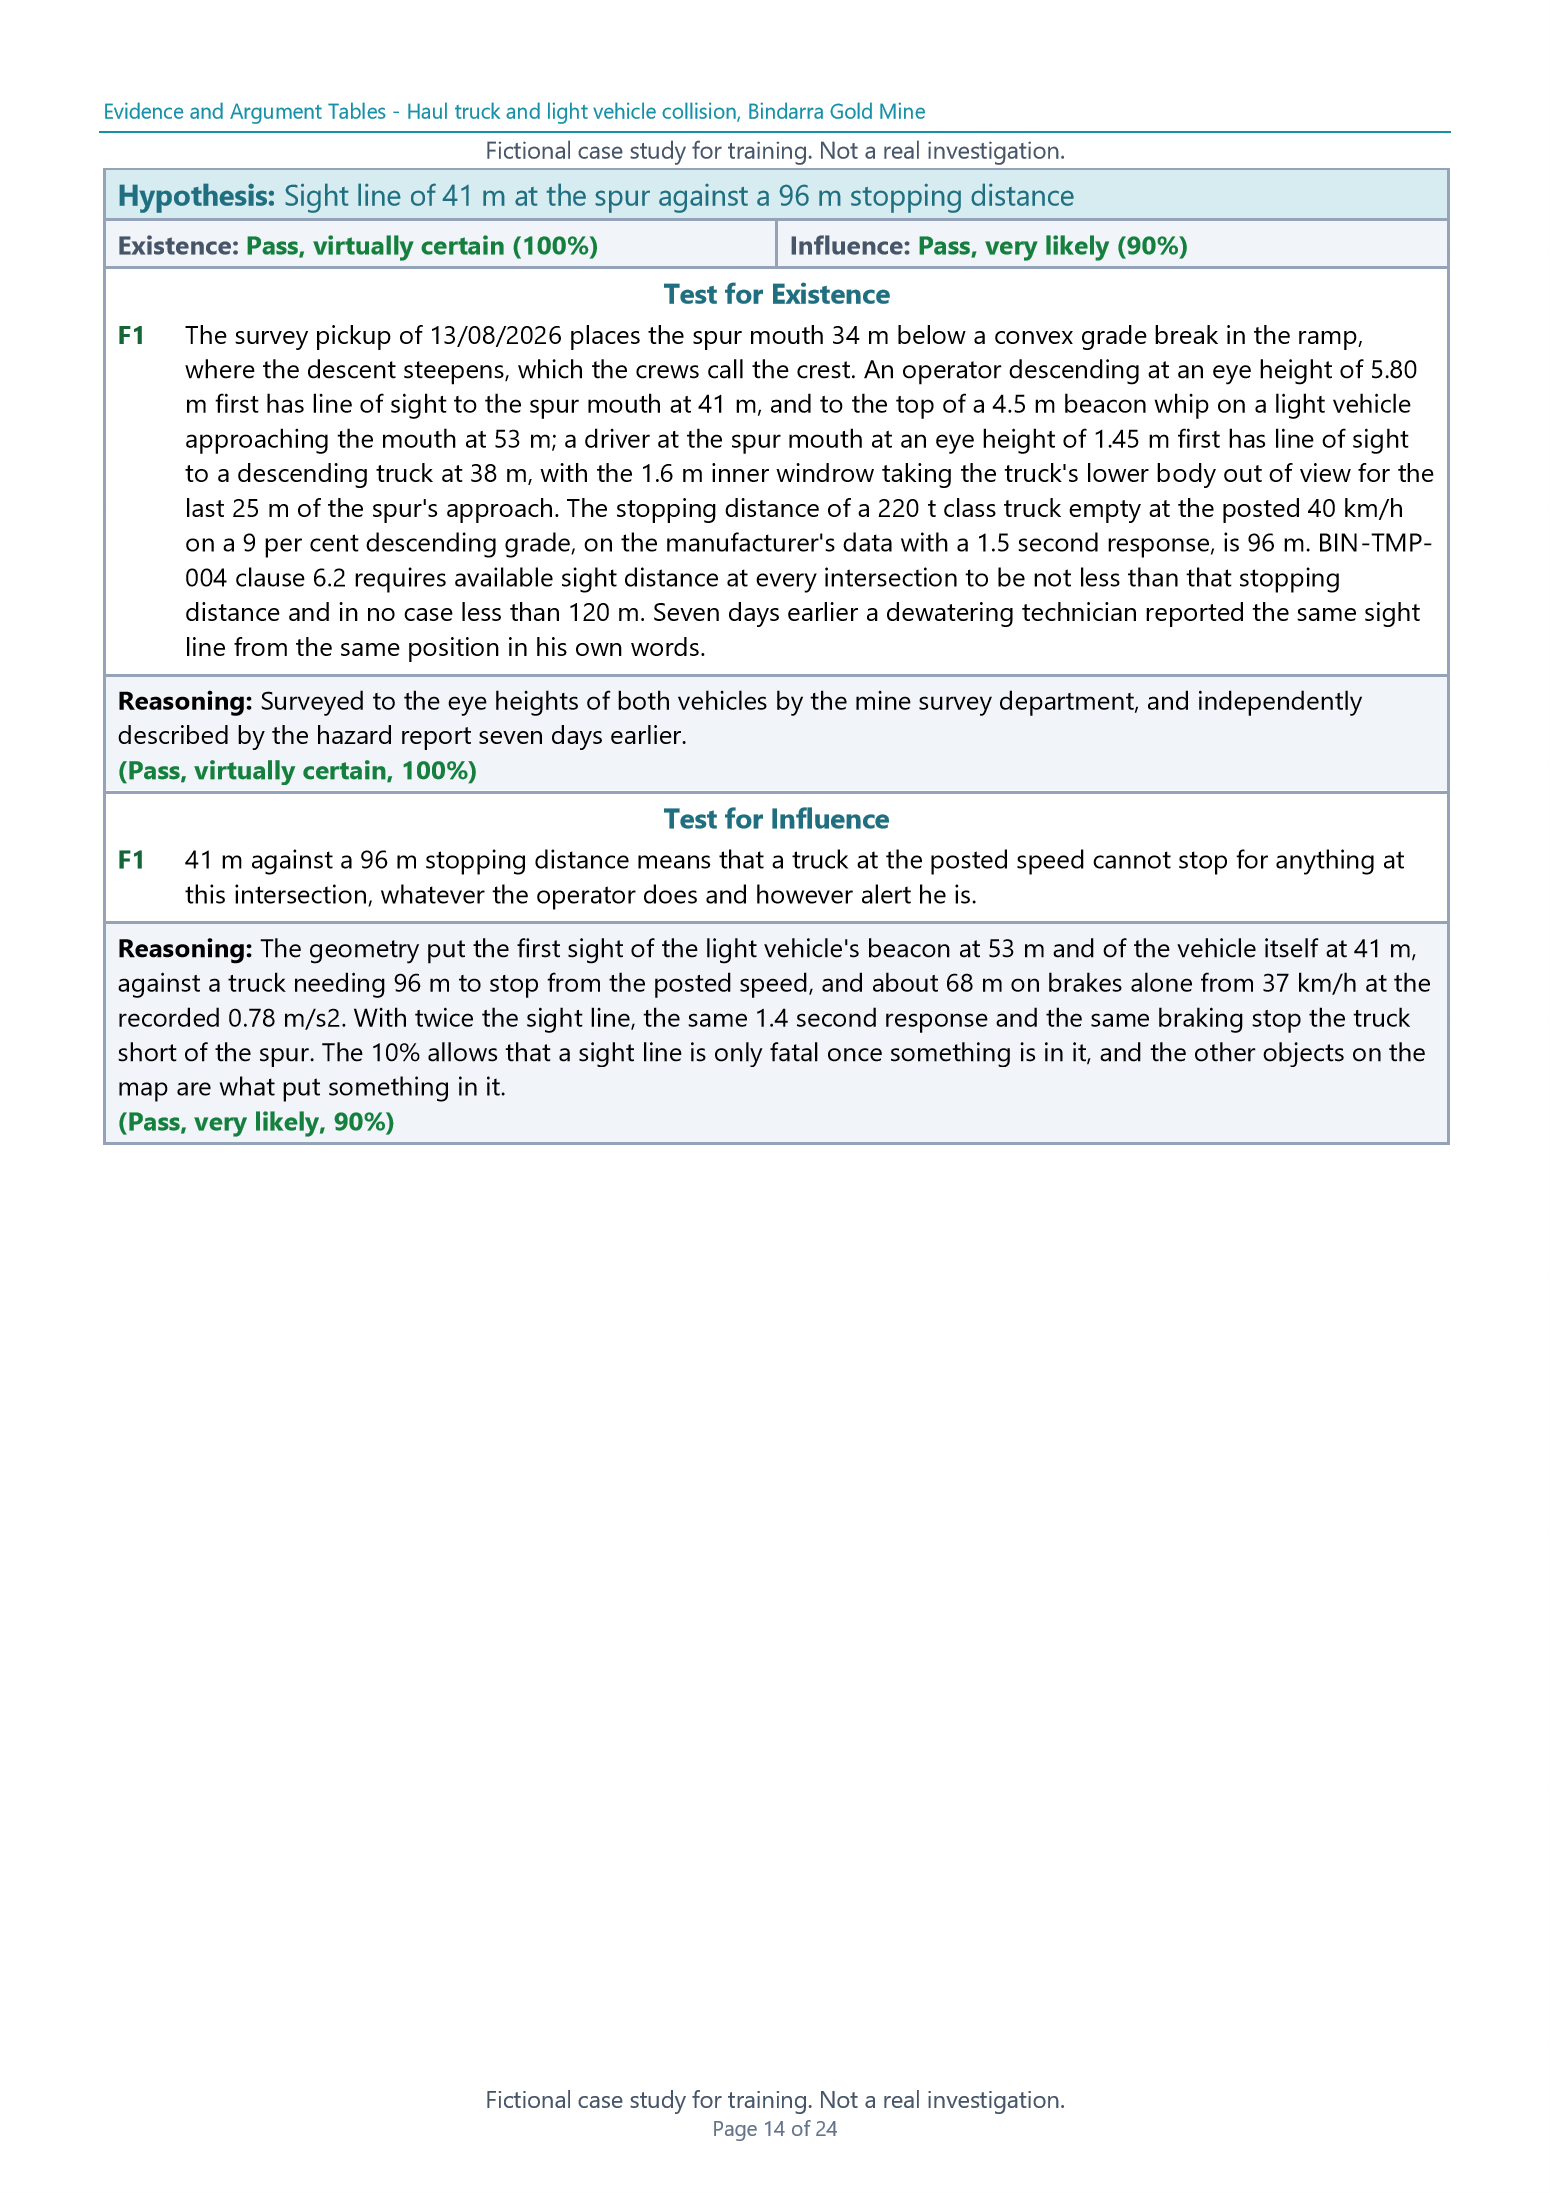 Evidence and Argument Tables - Haul truck and light vehicle collision, Bindarra Gold Mine
Fictional case study for training. Not a real investigation.
Hypothesis: Sight line of 41 m at the spur against a 96 m stopping distance
Existence: Pass, virtually certain (100%)
Influence: Pass, very likely (90%)
Test for Existence
F1 The survey pickup of 13/08/2026 places the spur mouth 34 m below a convex grade break in the ramp,
where the descent steepens, which the crews call the crest. An operator descending at an eye height of 5.80
m first has line of sight to the spur mouth at 41 m, and to the top of a 4.5 m beacon whip on a light vehicle
approaching the mouth at 53 m; a driver at the spur mouth at an eye height of 1.45 m first has line of sight
to a descending truck at 38 m, with the 1.6 m inner windrow taking the truck's lower body out of view for the
last 25 m of the spur's approach. The stopping distance of a 220 t class truck empty at the posted 40 km/h
on a 9 per cent descending grade, on the manufacturer's data with a 1.5 second response, is 96 m. BIN-TMP-
004 clause 6.2 requires available sight distance at every intersection to be not less than that stopping
distance and in no case less than 120 m. Seven days earlier a dewatering technician reported the same sight
line from the same position in his own words.
Reasoning: Surveyed to the eye heights of both vehicles by the mine survey department, and independently
described by the hazard report seven days earlier.
(Pass, virtually certain, 100%)
Test for Influence
F1 41 m against a 96 m stopping distance means that a truck at the posted speed cannot stop for anything at
this intersection, whatever the operator does and however alert he is.
Reasoning: The geometry put the first sight of the light vehicle's beacon at 53 m and of the vehicle itself at 41 m,
against a truck needing 96 m to stop from the posted speed, and about 68 m on brakes alone from 37 km/h at the
recorded 0.78 m/s2. With twice the sight line, the same 1.4 second response and the same braking stop the truck
short of the spur. The 10% allows that a sight line is only fatal once something is in it, and the other objects on the
map are what put something in it.
(Pass, very likely, 90%)
Fictional case study for training. Not a real investigation.
Page 14 of 24